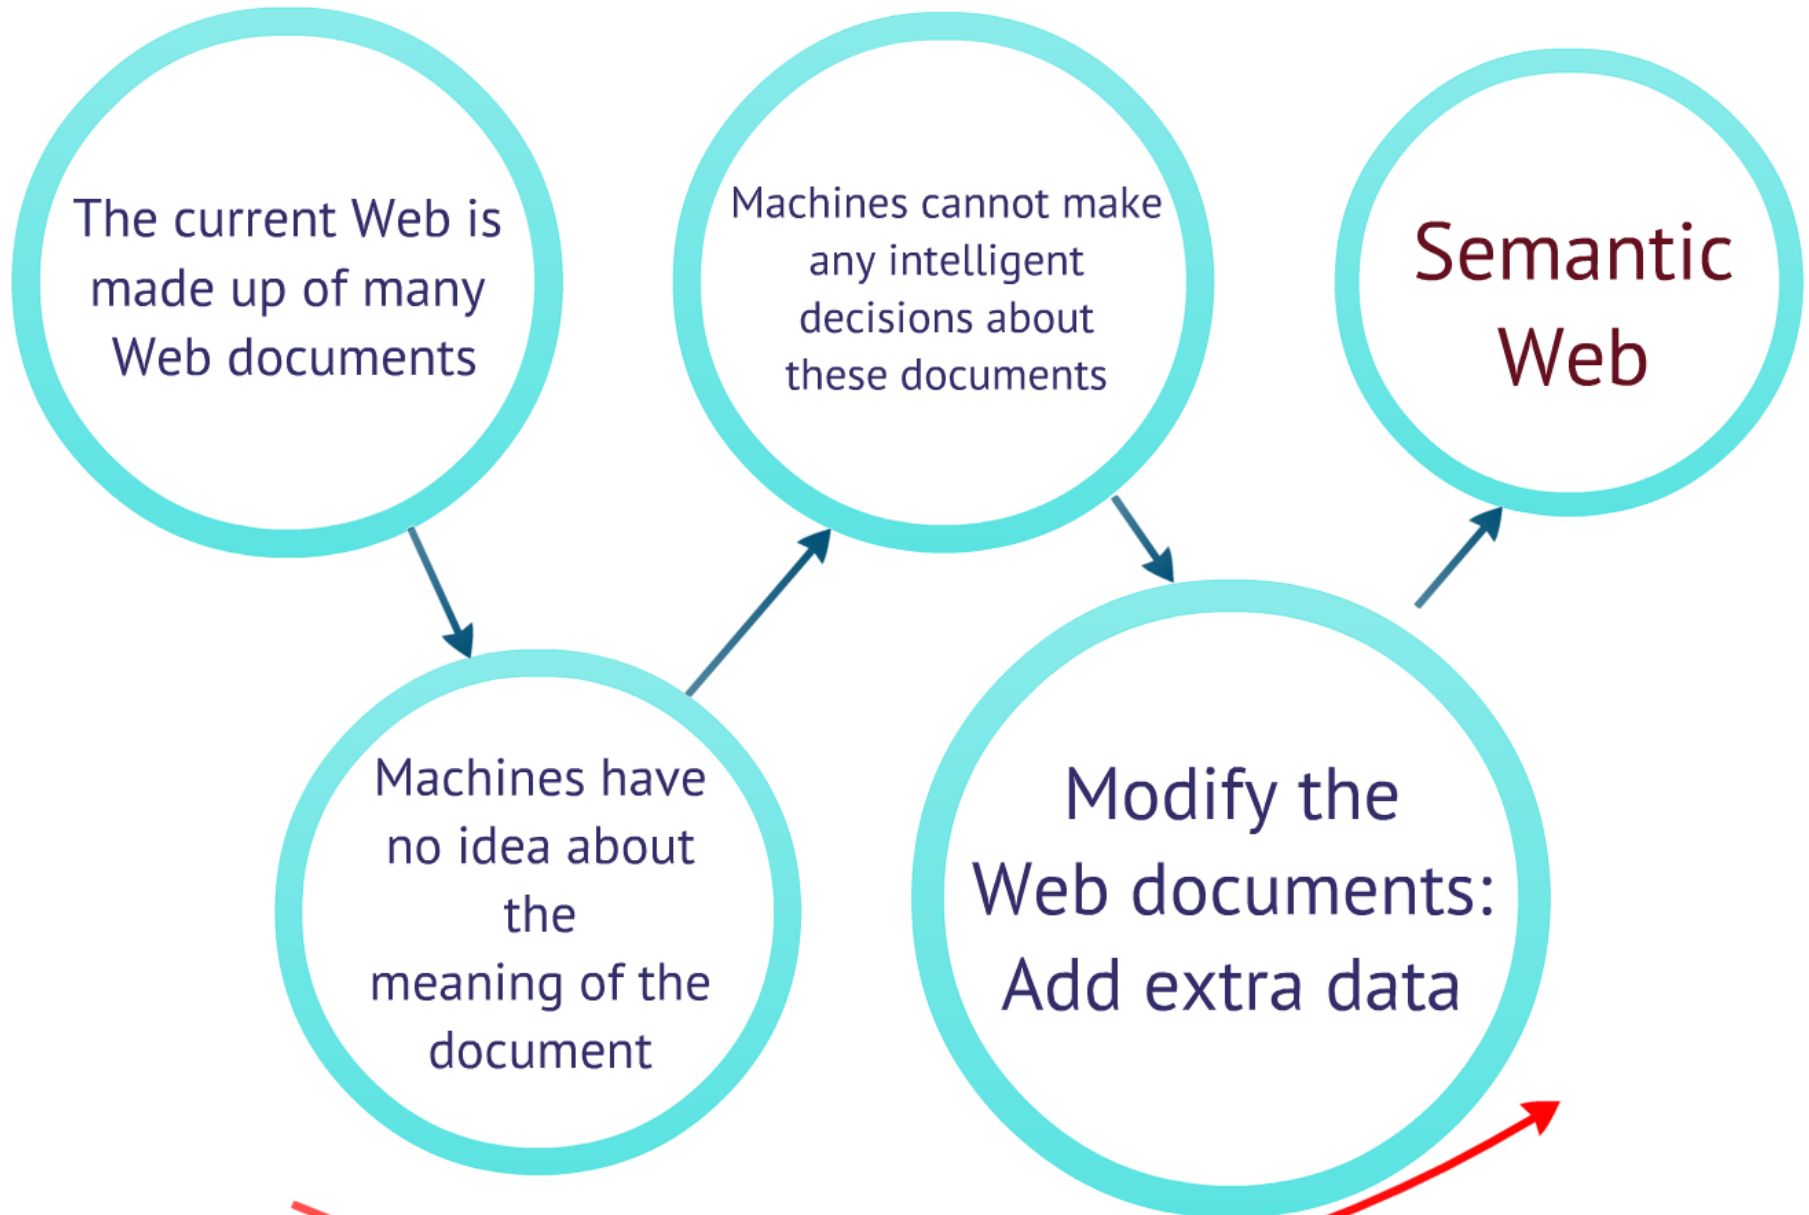 The current Web is
made up of many
Web documents
Machines have
no idea about
the
meaning of the
document
Machines cannot make
any intelligent
decisions about
these documents
Modify the
Web documents:
Add extra data
Semantic
Web